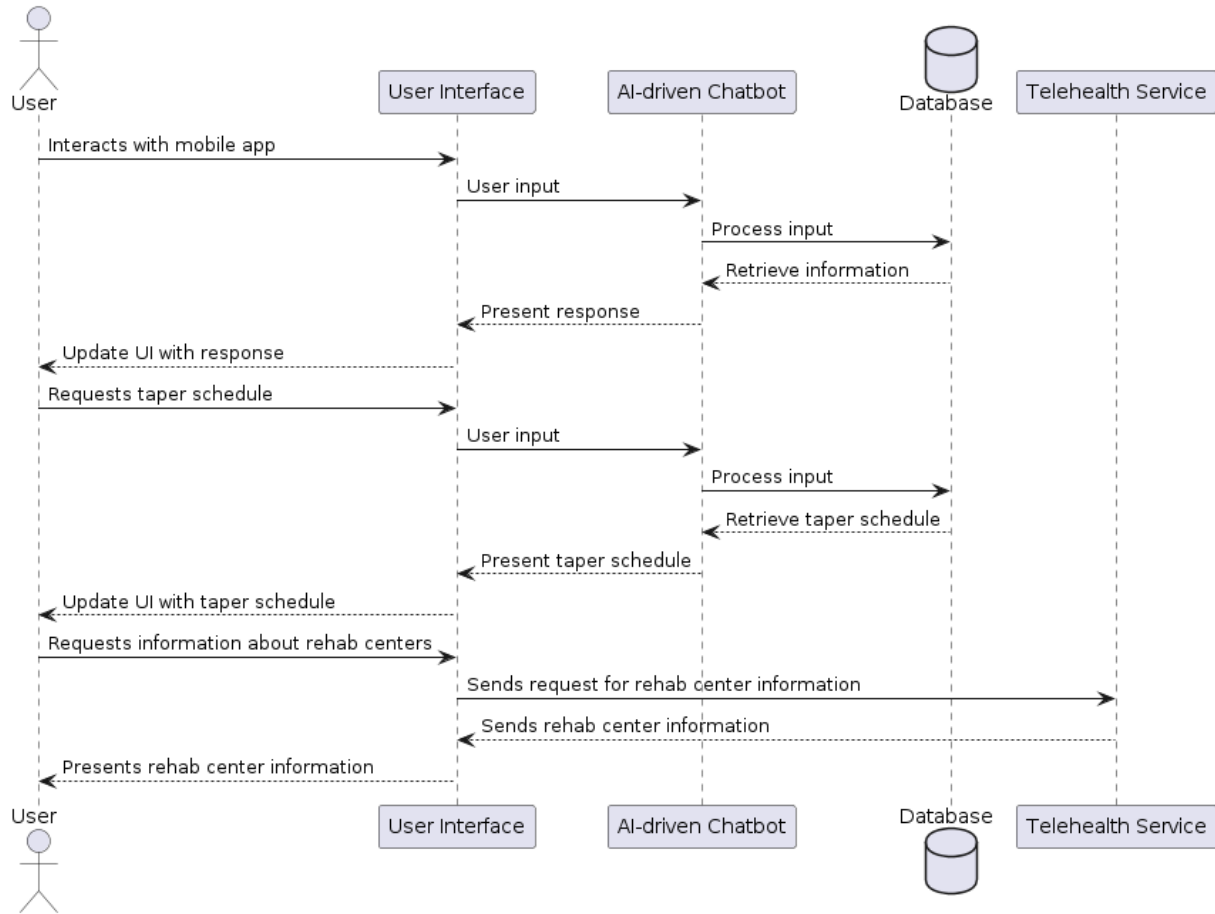 User
User Interface
AI-driven Chatbot
Database
Telehealth Service
Interacts with mobile app
User input
Process input
Retrieve information
Present response
Update UI with response
Requests taper schedule
User input
Process input
Retrieve taper schedule
Present taper schedule
Update UI with taper schedule
Requests information about rehab centers
Sends request for rehab center information
Sends rehab center information
Presents rehab center information
User
User Interface
AI-driven Chatbot
Database
Telehealth Service